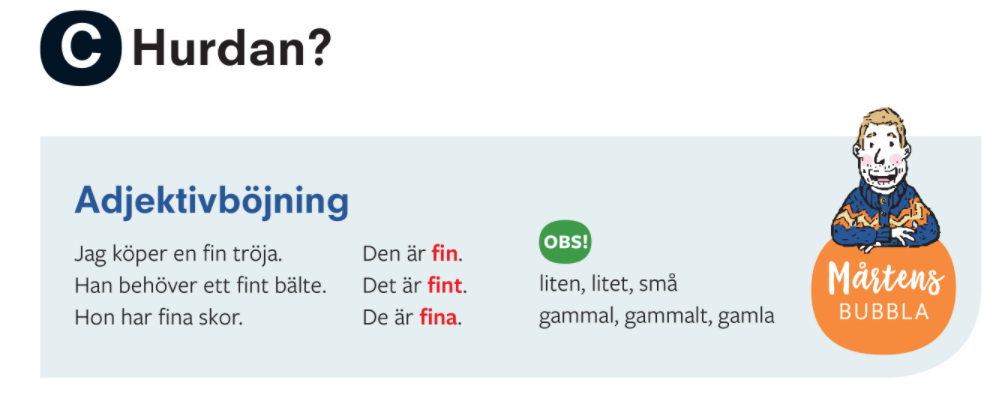 C Hurdan?
Adjektivböjning
Jag köper en fin tröja.
Han behöver ett fint bälte.
Hon har fina skor.
Den är fin.
Det är fint.
De är fina.
OBS!
liten, litet, små
gammal, gammalt, gamla
Mårtens
BUBBLA